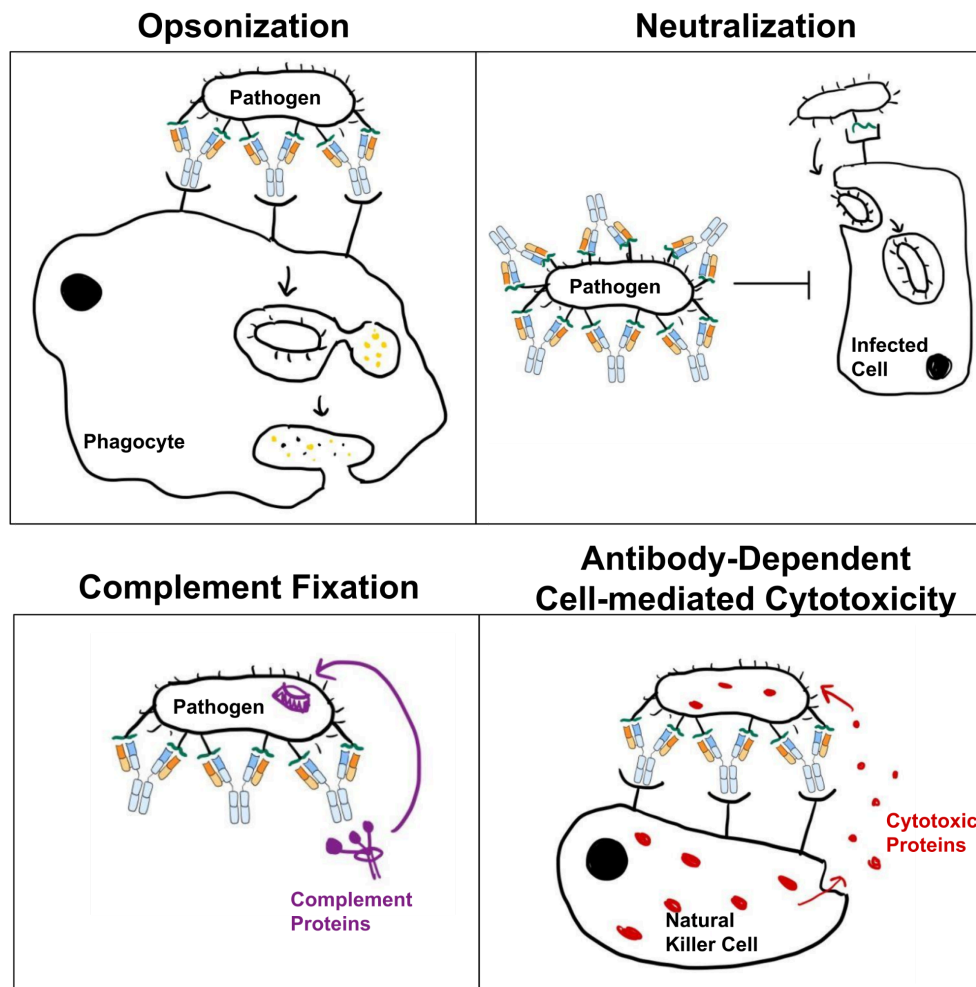 Opsonization
Pathogen
Phagocyte
Neutralization
Pathogen
Infected
Cell
Complement Fixation
Pathogen
Complement
Proteins
Antibody-Dependent
Cell-mediated Cytotoxicity
Cytotoxic
Proteins
Natural
Killer Cell